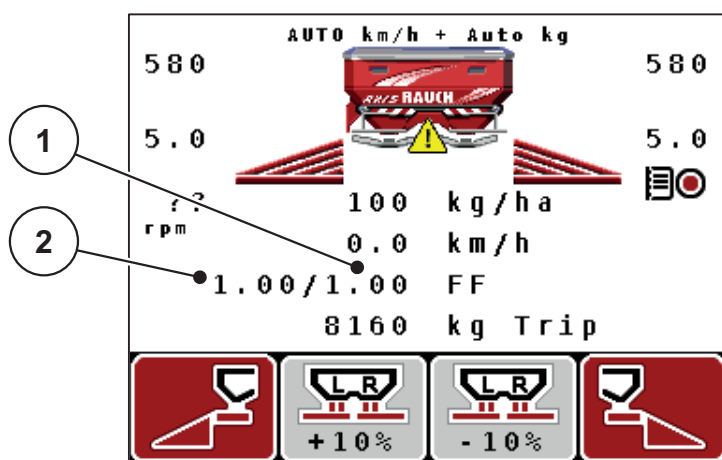 AUTO km/h + Auto kg
580 580
AXIS RAUCH
1
5.0 5.0
?? 100 kg/ha
rpm
2
0.0 km/h
1.00/1.00 FF
8160 kg Trip
L R L R
+10% -10%